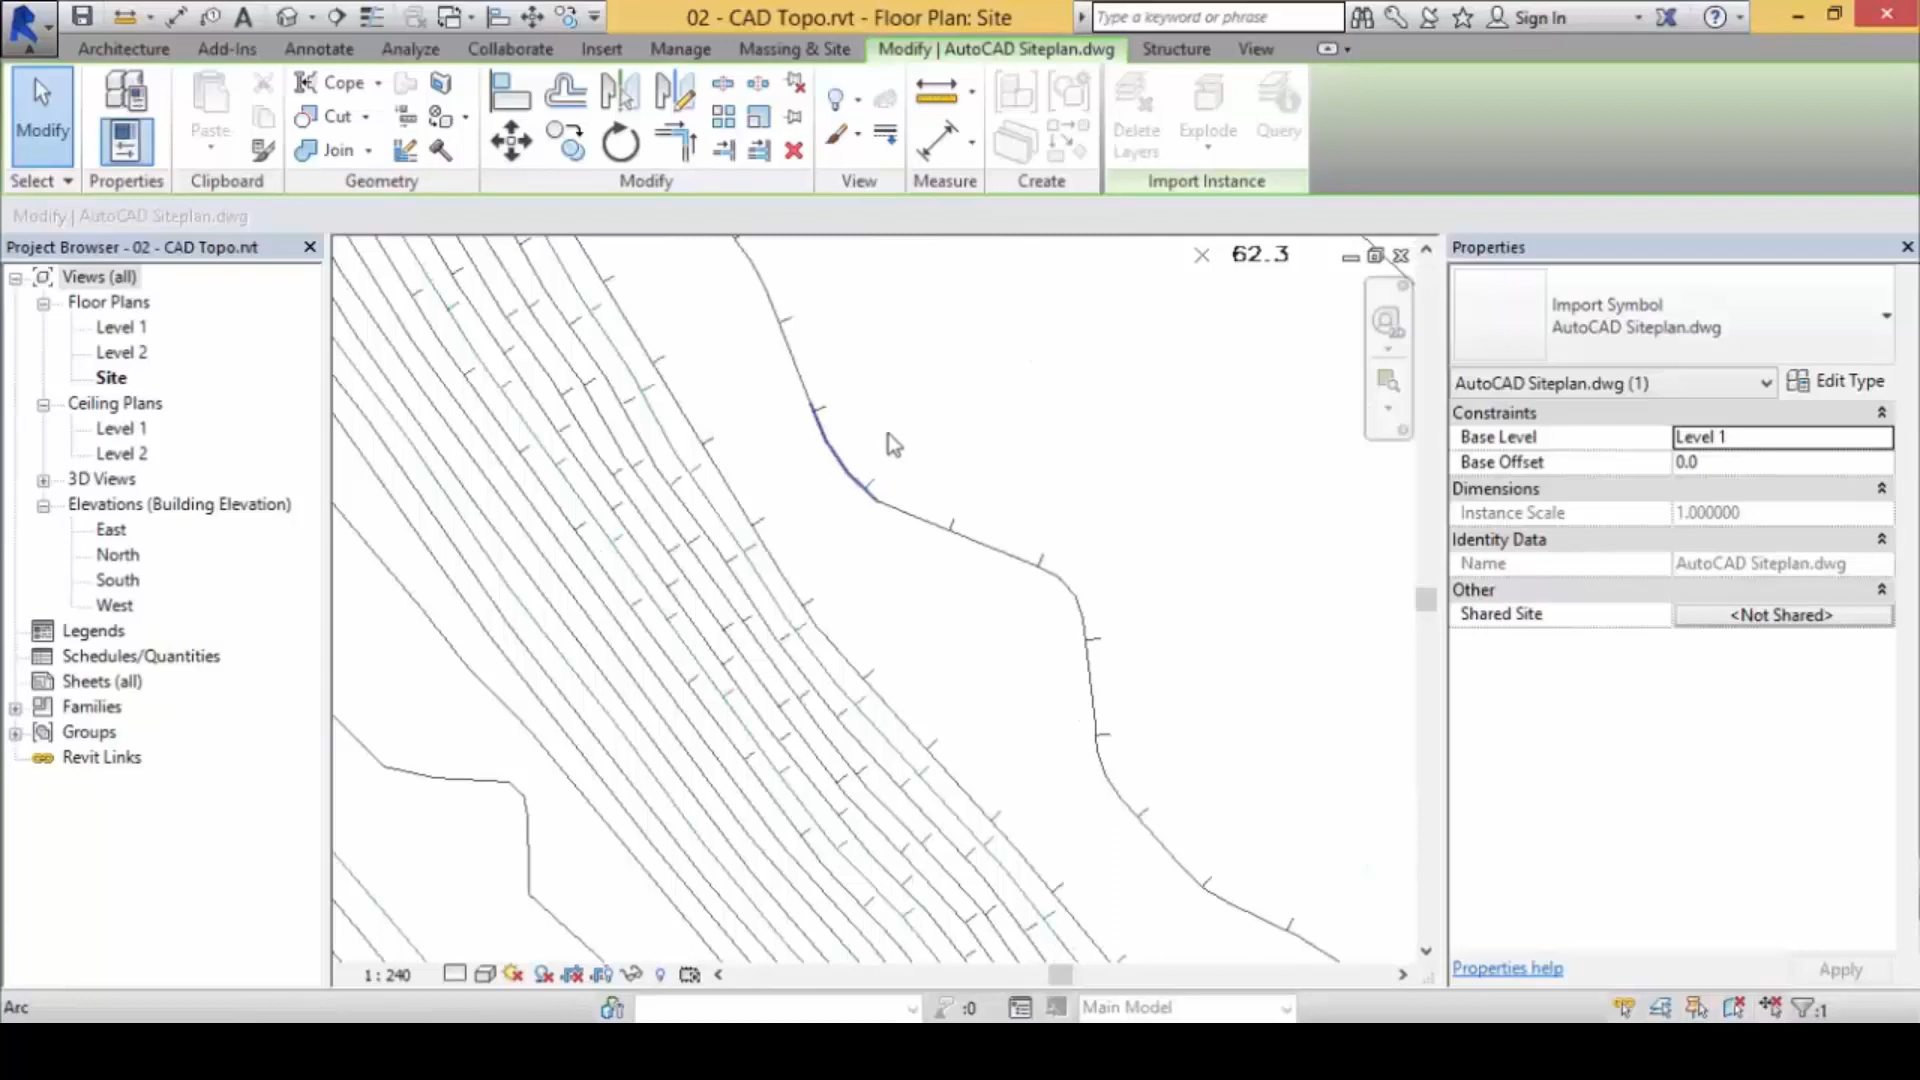 02 - CAD Topo.rvt - Floor Plan: Site
Type a keyword or phrase
Sign In
Architecture
Add-Ins
Annotate
Analyze
Collaborate
Insert
Manage
Massing & Site
Modify | AutoCAD Siteplan.dwg
Structure
View
Modify
Paste
Cope
Cut
Join
Delete
Layers
Explode
Query
Select
Properties
Clipboard
Geometry
Modify
View
Measure
Create
Import Instance
Modify | AutoCAD Siteplan.dwg
Project Browser - 02 - CAD Topo.rvt
Views (all)
Floor Plans
Level 1
Level 2
Site
Ceiling Plans
Level 1
Level 2
3D Views
Elevations (Building Elevation)
East
North
South
West
Legends
Schedules/Quantities
Sheets (all)
Families
Groups
Revit Links
62.3
Properties
Import Symbol
AutoCAD Siteplan.dwg
AutoCAD Siteplan.dwg (1)
Edit Type
Constraints
Base Level
Level 1
Base Offset
0.0
Dimensions
Instance Scale
1.000000
Identity Data
Name
AutoCAD Siteplan.dwg
Other
Shared Site
<Not Shared>
Properties help
Apply
1 : 240
Arc
:0
Main Model
:1